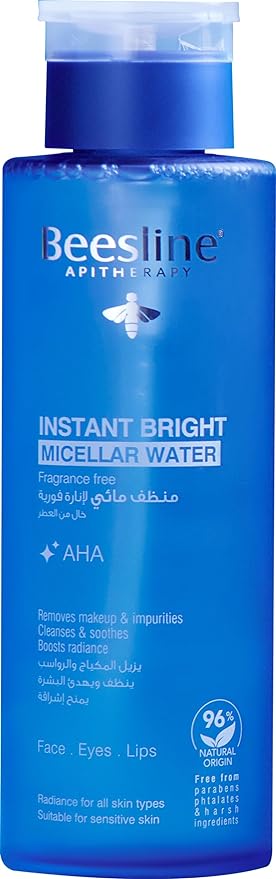 Beesline®
APITHERAPY
INSTANT BRIGHT
MICELLAR WATER
Fragrance free
منظف مائي لإنارة فورية
خال من العطر
AHA
Removes makeup & impurities
Cleanses & soothes
Boosts radiance
يزيل المكياج والرواسب
ينظف ويهدئ البشرة
يمنح إشراقة
96%
NATURAL
ORIGIN
Face . Eyes . Lips
Free from
parabens
phtalates
& harsh
ingredients
Radiance for all skin types
Suitable for sensitive skin